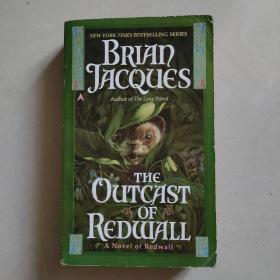 NEW YORK TIMES BESTSELLING SERIES
BRIAN
JACQUES
Author of The Long Patrol
THE
OUTCAST
OF
REDWALL
A Novel of Redwall